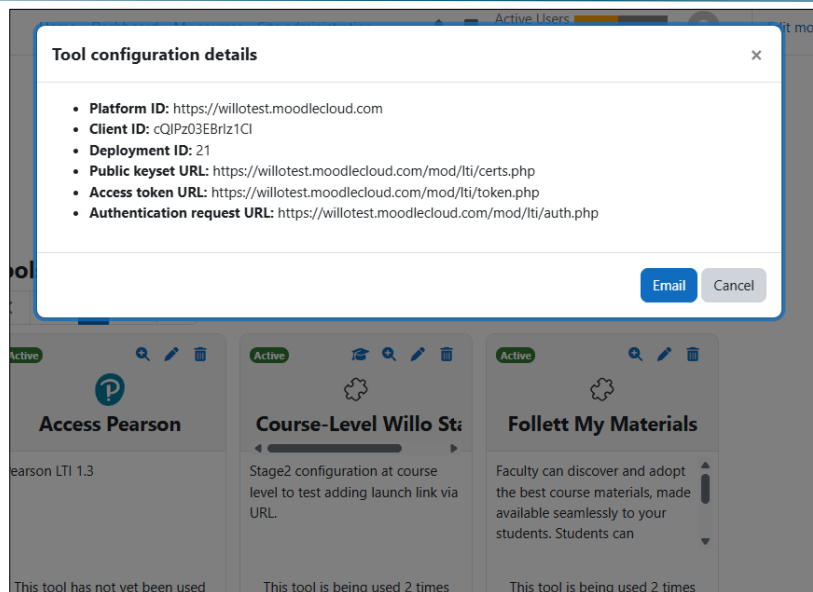 Active Users
Edit mo
Tool configuration details
×
Platform ID: https://willotest.moodlecloud.com
Client ID: cQIPz03EBrIz1CI
Deployment ID: 21
Public keyset URL: https://willotest.moodlecloud.com/mod/lti/certs.php
Access token URL: https://willotest.moodlecloud.com/mod/lti/token.php
Authentication request URL: https://willotest.moodlecloud.com/mod/lti/auth.php
Email Cancel
Active
Access Pearson
earson LTI 1.3
This tool has not yet been used
Active
Course-Level Willo Sta
Stage2 configuration at course
level to test adding launch link via
URL.
This tool is being used 2 times
Active
Follett My Materials
Faculty can discover and adopt
the best course materials, made
available seamlessly to your
students. Students can
This tool is being used 2 times